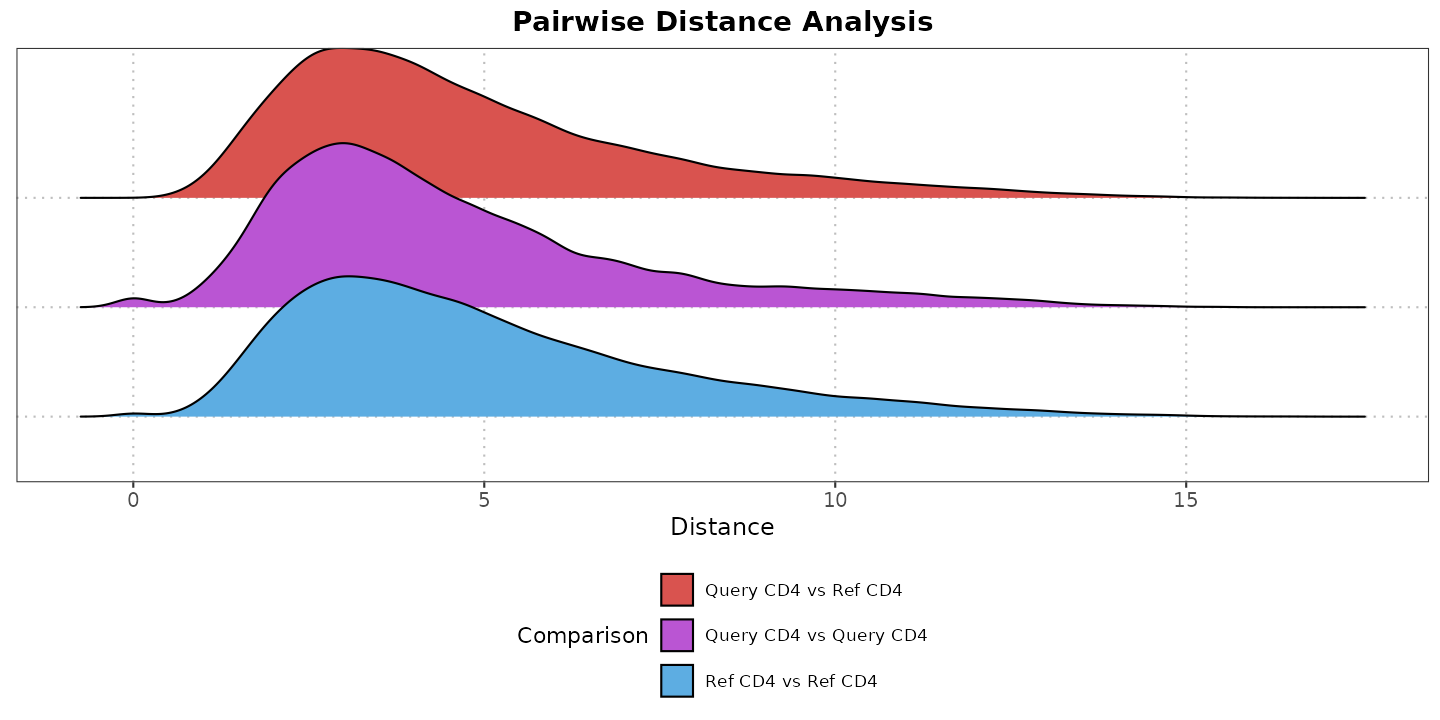 Pairwise Distance Analysis
0 5 10 15
Distance
Query CD4 vs Ref CD4
Comparison Query CD4 vs Query CD4
Ref CD4 vs Ref CD4